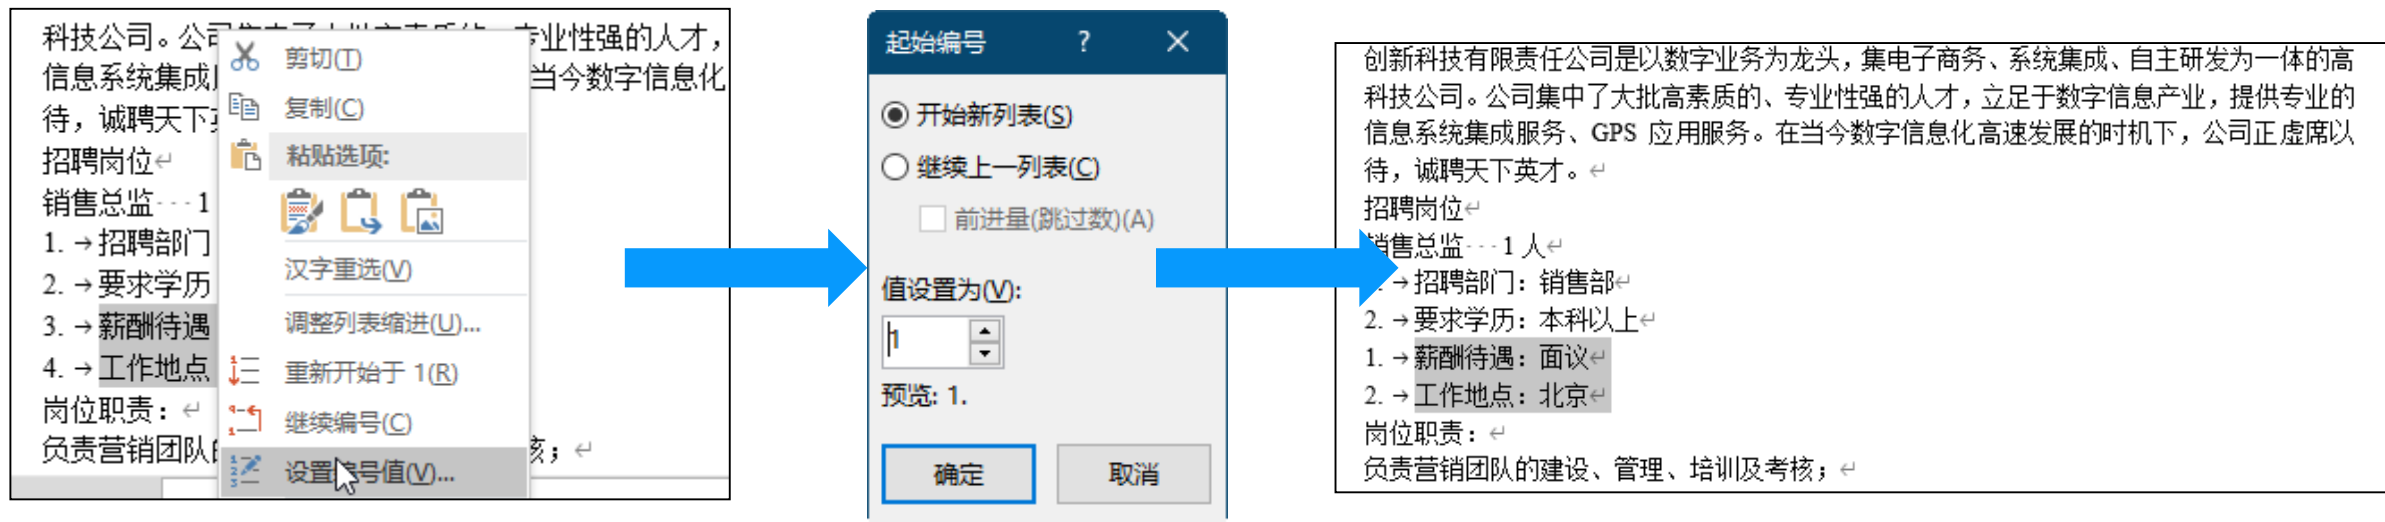 科技公司。公司
专业性强的人才，
信息系统集成
当今数字信息化
待，诚聘天下
招聘岗位↵
销售总监···1
1.→招聘部门
2.→要求学历
3.→薪酬待遇
4.→工作地点
岗位职责：↵
负责营销团队
核；↵
剪切(T)
复制(C)
粘贴选项:
汉字重选(V)
调整列表缩进(U)...
重新开始于 1(R)
继续编号(C)
设置编号值(V)...
起始编号 ? ×
开始新列表(S)
继续上一列表(C)
前进量(跳过数)(A)
值设置为(V):
1
预览: 1.
确定
取消
创新科技有限责任公司是以数字业务为龙头，集电子商务、系统集成、自主研发为一体的高
科技公司。公司集中了大批高素质的、专业性强的人才，立足于数字信息产业，提供专业的
信息系统集成服务、GPS 应用服务。在当今数字信息化高速发展的时机下，公司正虚席以
待，诚聘天下英才。↵
招聘岗位↵
销售总监···1 人↵
→招聘部门：销售部↵
2.→要求学历：本科以上↵
1.→薪酬待遇：面议↵
2.→工作地点：北京↵
岗位职责：↵
负责营销团队的建设、管理、培训及考核；↵